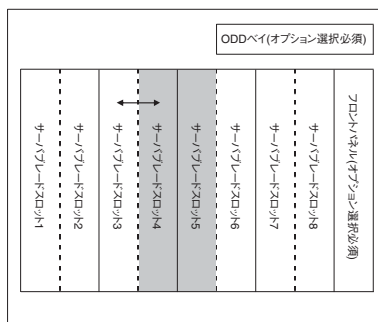 ODDベイ(オプション選択必須)
サーバブレードスロット1
サーバブレードスロット2
サーバブレードスロット3
サーバブレードスロット4
サーバブレードスロット5
サーバブレードスロット6
サーバブレードスロット7
サーバブレードスロット8
フロントパネル(オプション選択必須)